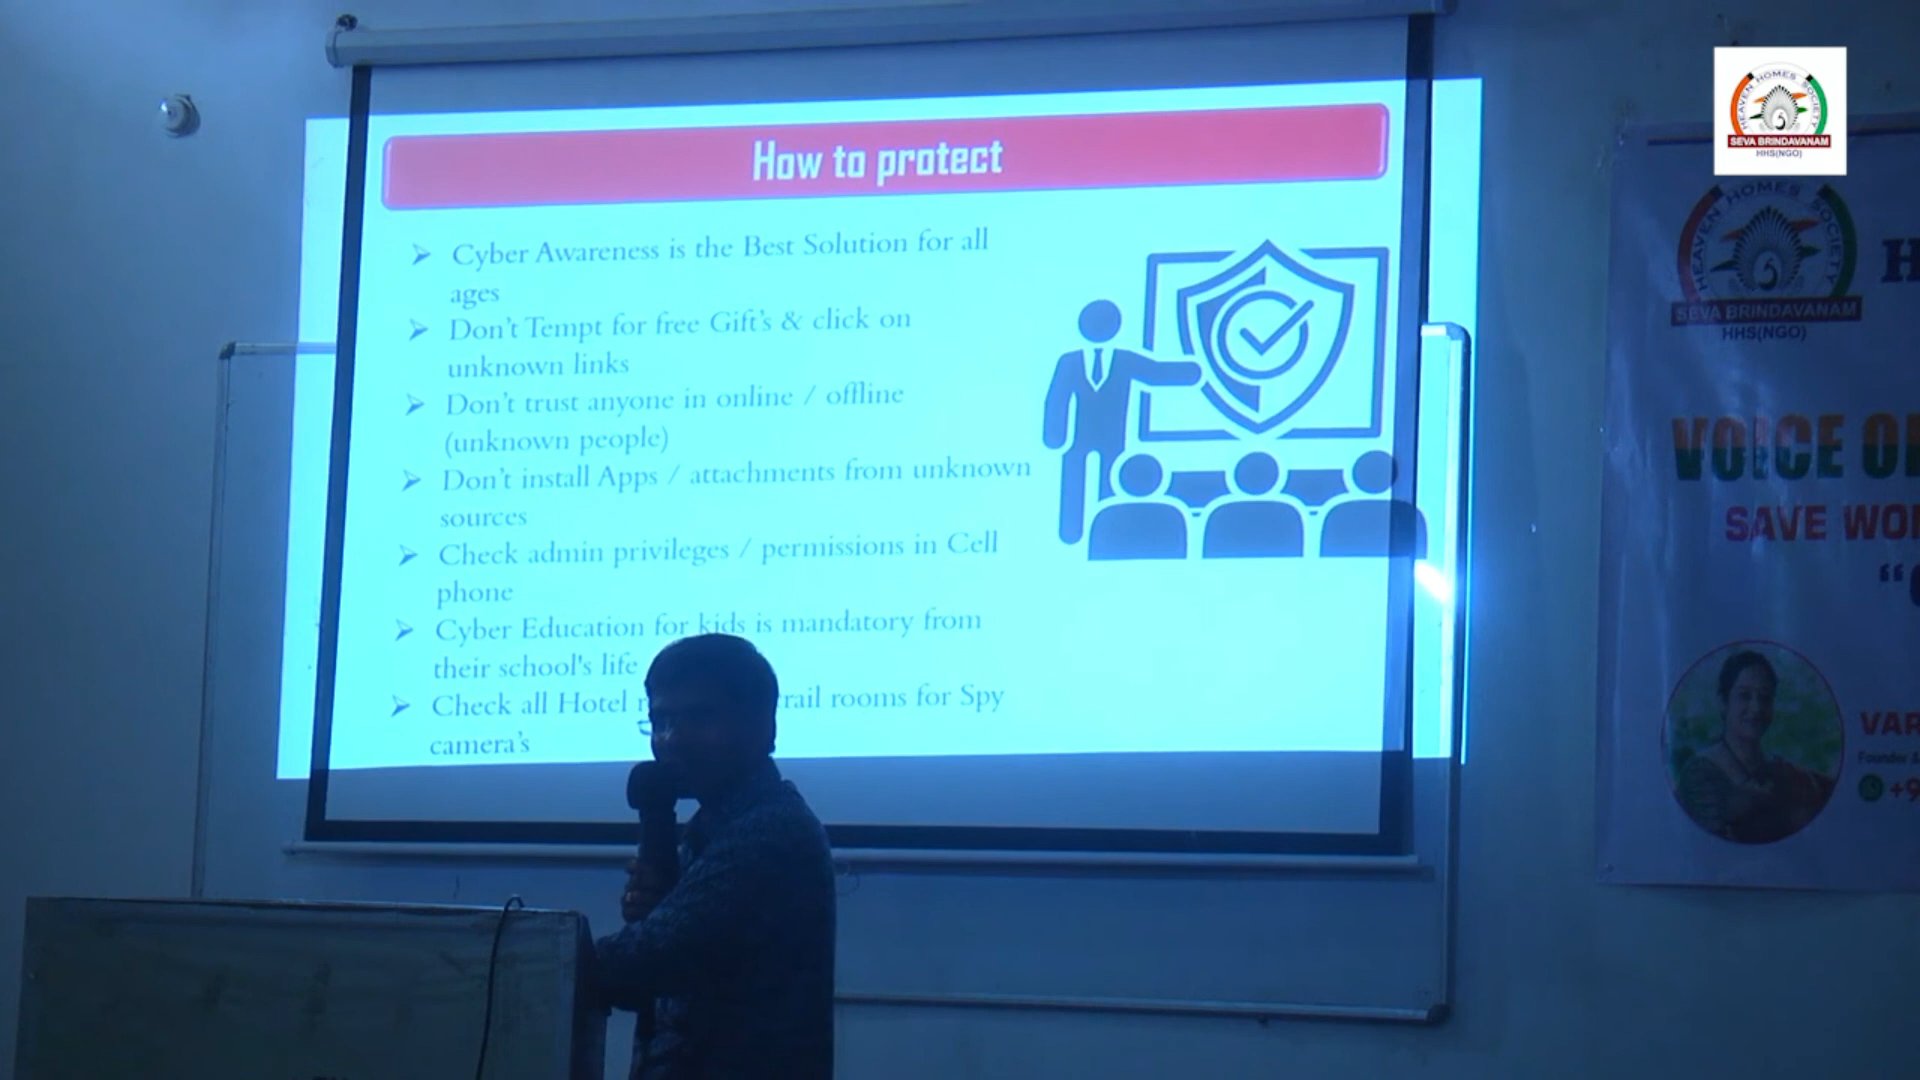 How to protect
Cyber Awareness is the Best Solution for all
ages
Don't Tempt for free Gift's & click on
unknown links
Don't trust anyone in online / offline
(unknown people)
Don't install Apps / attachments from unknown
sources
Check admin privileges / permissions in Cell
phone
Cyber Education for kids is mandatory from
their school's life
Check all Hotel trail rooms for Spy
camera's
HEAVEN HOMES SOCIETY
SEVA BRINDAVANAM
HHS(NGO)
HEAVEN HOMES SOCIETY
SEVA BRINDAVANAM
HHS(NGO)
H
VOICE O
SAVE WO
“
VAR
Founder &
+9